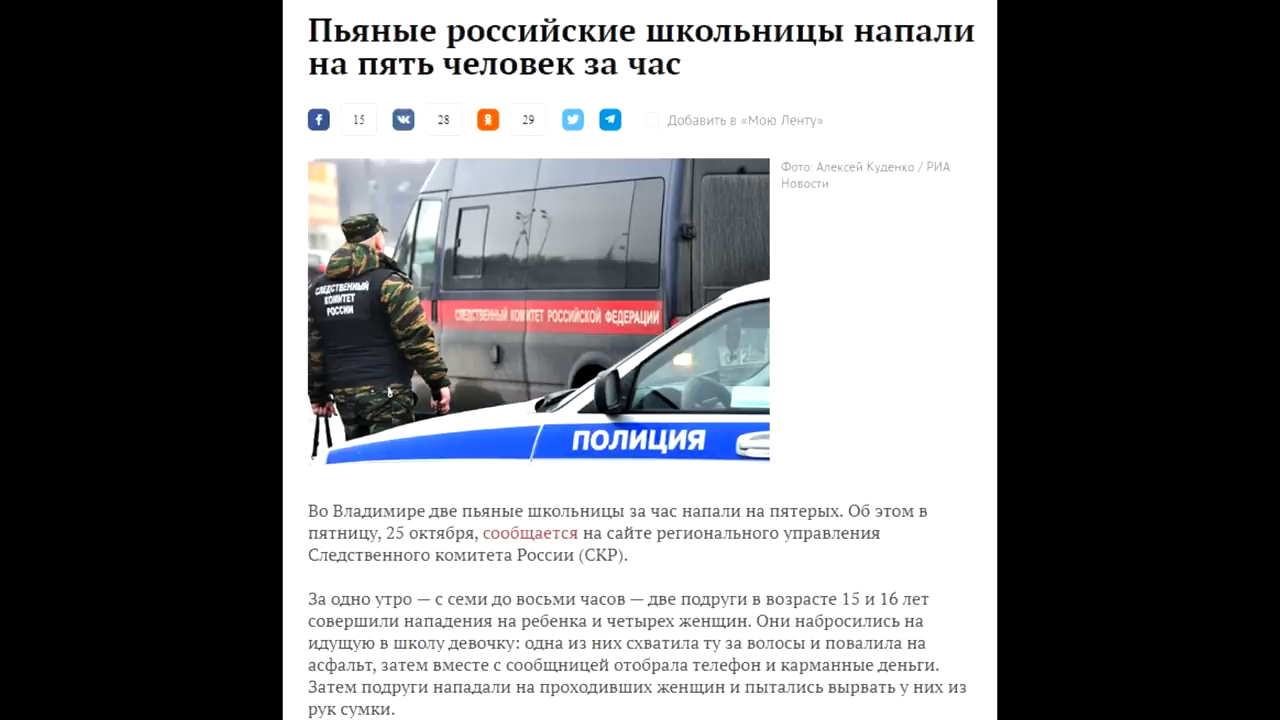 Пьяные российские школьницы напали
на пять человек за час
15
28
29
Добавить в «Мою Ленту»
Фото: Алексей Куденко / РИА
Новости
СЛЕДСТВЕННЫЙ
КОМИТЕТ
РОССИИ
СЛЕДСТВЕННЫЙ КОМИТЕТ РОССИЙСКОЙ ФЕДЕРАЦИИ
ПОЛИЦИЯ
Во Владимире две пьяные школьницы за час напали на пятерых. Об этом в
пятницу, 25 октября, сообщается на сайте регионального управления
Следственного комитета России (СКР).
За одно утро — с семи до восьми часов — две подруги в возрасте 15 и 16 лет
совершили нападения на ребенка и четырех женщин. Они набросились на
идущую в школу девочку: одна из них схватила ту за волосы и повалила на
асфальт, затем вместе с сообщницей отобрала телефон и карманные деньги.
Затем подруги нападали на проходивших женщин и пытались вырвать у них из
рук сумки.